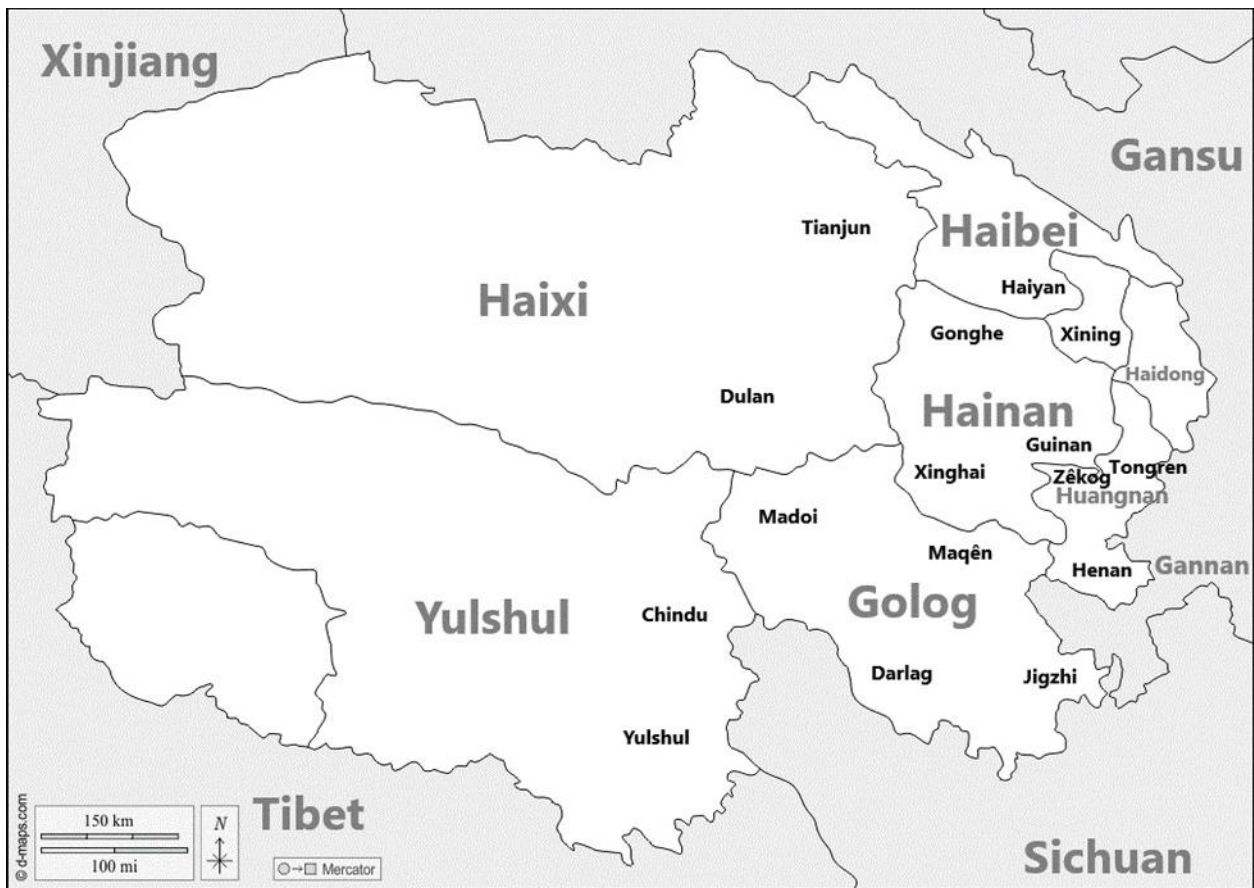 Xinjiang
Gansu
Tianjun
Haibei
Haixi
Haiyan
Gonghe
Xining
Haidong
Dulan
Hainan
Guinan
Xinghai
Zêkog
Tongren
Huangnan
Madoi
Maqên
Henan
Gannan
Yulshul
Chindu
Golog
Darlag
Jigzhi
Yulshul
Tibet
Sichuan
150 km
100 mi
N
Mercator
© d-maps.com